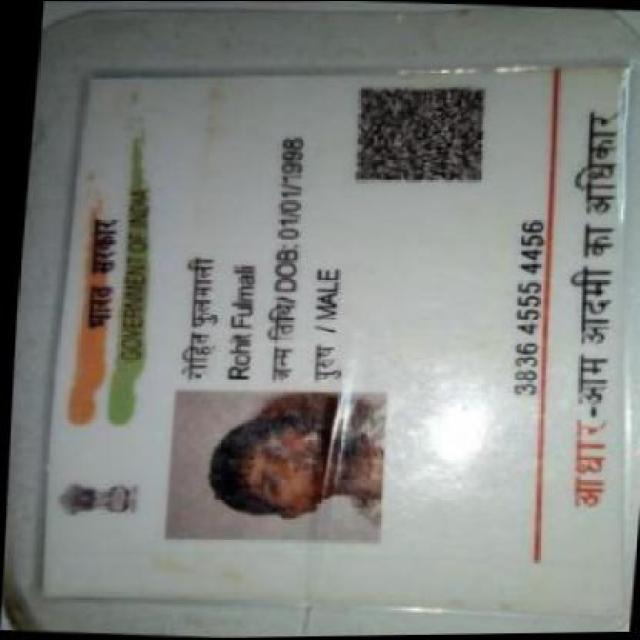 भारत सरकार
GOVERNMENT OF INDIA
रोहित फुलमाली
Rohit Fulmali
जन्म तिथि/ DOB: 01/01/1998
पुरुष / MALE
3836 4555 4456
आधार-आम आदमी का अधिकार